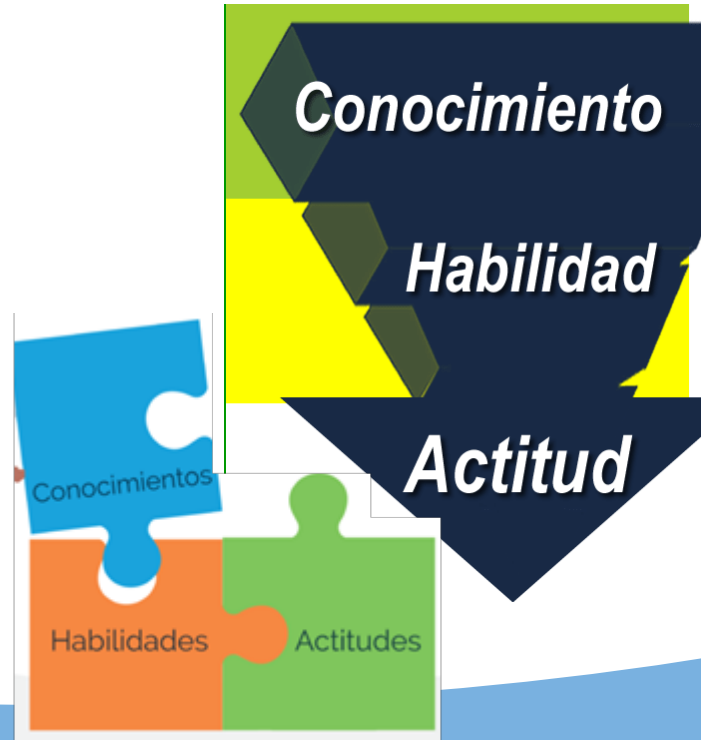 Conocimiento
Habilidad
Actitud
Conocimientos
Habilidades
Actitudes